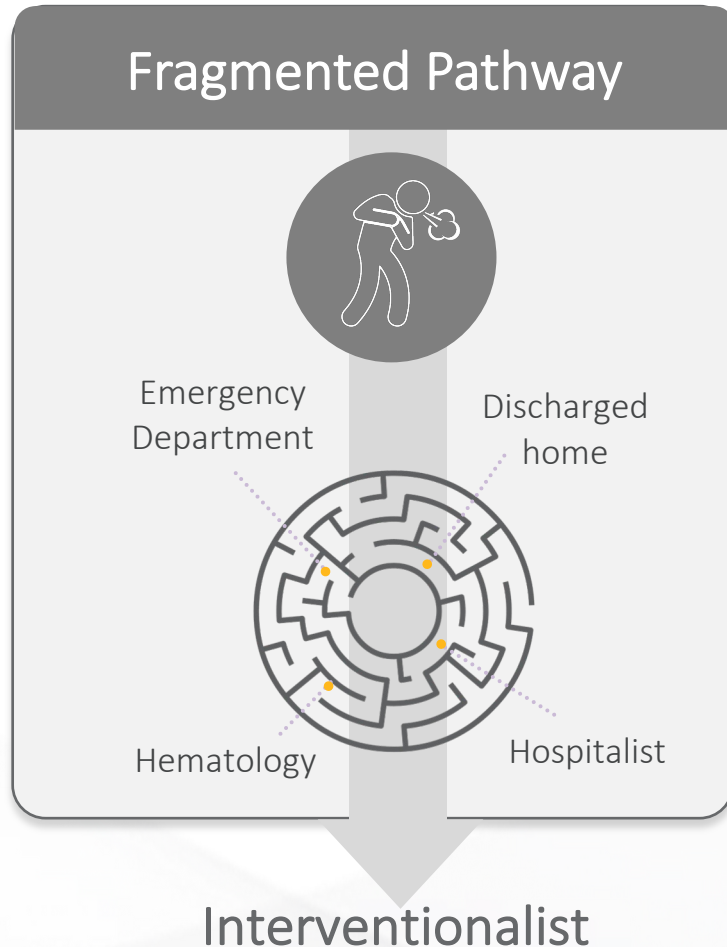 Fragmented Pathway
Emergency
Department
Discharged
home
Hematology
Hospitalist
Interventionalist